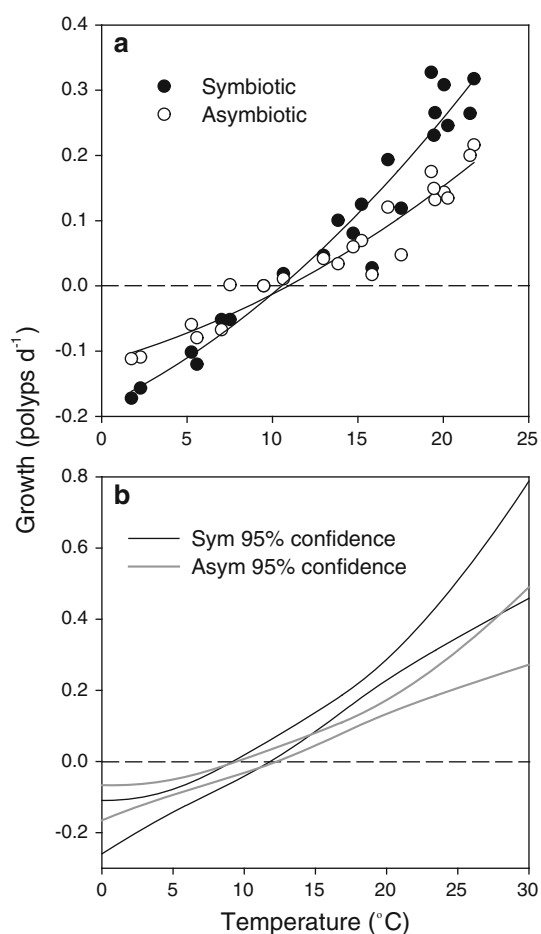 a
Symbiotic
Asymbiotic
0.4
0.3
0.2
0.1
0.0
-0.1
-0.2
0 5 10 15 20 25
Growth (polyps d⁻¹)
b
Sym 95% confidence
Asym 95% confidence
0.8
0.6
0.4
0.2
0.0
-0.2
0 5 10 15 20 25 30
Temperature (°C)